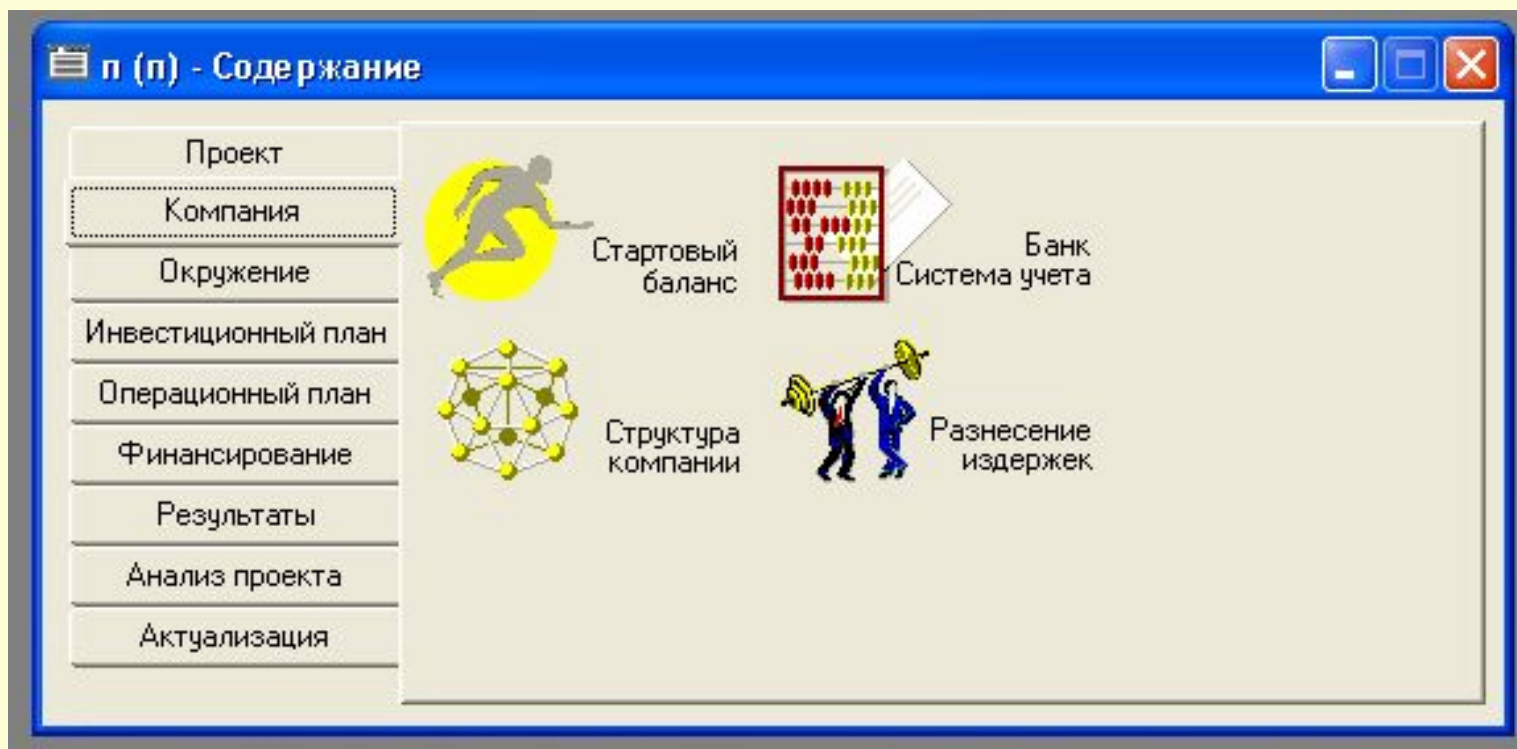 п (п) - Содержание
Проект
Компания
Окружение
Инвестиционный план
Операционный план
Финансирование
Результаты
Анализ проекта
Актуализация
Стартовый
баланс
Банк
Система учета
Структура
компании
Разнесение
издержек